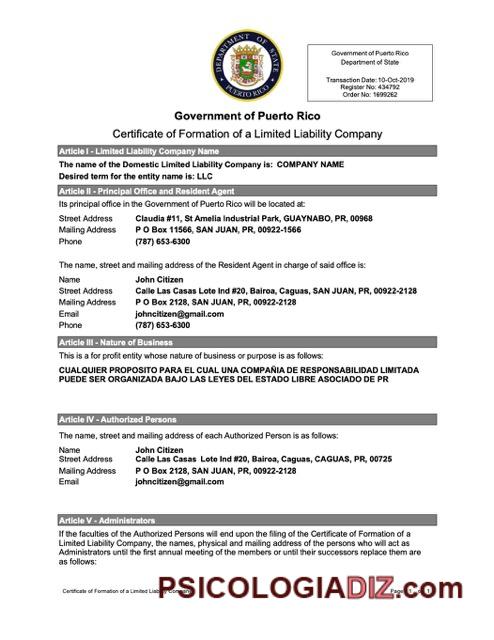 DEPARTMENT OF STATE
PUERTO RICO
Government of Puerto Rico
Department of State
Transaction Date: 10-Oct-2019
Register No: 434792
Order No: 1699262
Government of Puerto Rico
Certificate of Formation of a Limited Liability Company
Article I - Limited Liability Company Name
The name of the Domestic Limited Liability Company is: COMPANY NAME
Desired term for the entity name is: LLC
Article II - Principal Office and Resident Agent
Its principal office in the Government of Puerto Rico will be located at:
Street Address Claudia #11, St Amelia Industrial Park, GUAYNABO, PR, 00968
Mailing Address P O Box 11566, SAN JUAN, PR, 00922-1566
Phone (787) 653-6300
The name, street and mailing address of the Resident Agent in charge of said office is:
Name John Citizen
Street Address Calle Las Casas Lote Ind #20, Bairoa, Caguas, SAN JUAN, PR, 00922-2128
Mailing Address P O Box 2128, SAN JUAN, PR, 00922-2128
Email johncitizen@gmail.com
Phone (787) 653-6300
Article III - Nature of Business
This is a for profit entity whose nature of business or purpose is as follows:
CUALQUIER PROPOSITO PARA EL CUAL UNA COMPAÑIA DE RESPONSABILIDAD LIMITADA
PUEDE SER ORGANIZADA BAJO LAS LEYES DEL ESTADO LIBRE ASOCIADO DE PR
Article IV - Authorized Persons
The name, street and mailing address of each Authorized Person is as follows:
Name John Citizen
Street Address Calle Las Casas Lote Ind #20, Bairoa, Caguas, CAGUAS, PR, 00725
Mailing Address P O Box 2128, SAN JUAN, PR, 00922-2128
Email johncitizen@gmail.com
Article V - Administrators
If the faculties of the Authorized Persons will end upon the filing of the Certificate of Formation of a
Limited Liability Company, the names, physical and mailing address of the persons who will act as
Administrators until the first annual meeting of the members or until their successors replace them are
as follows:
Certificate of Formation of a Limited Liability Company
PSICOLOGIADIZ.com